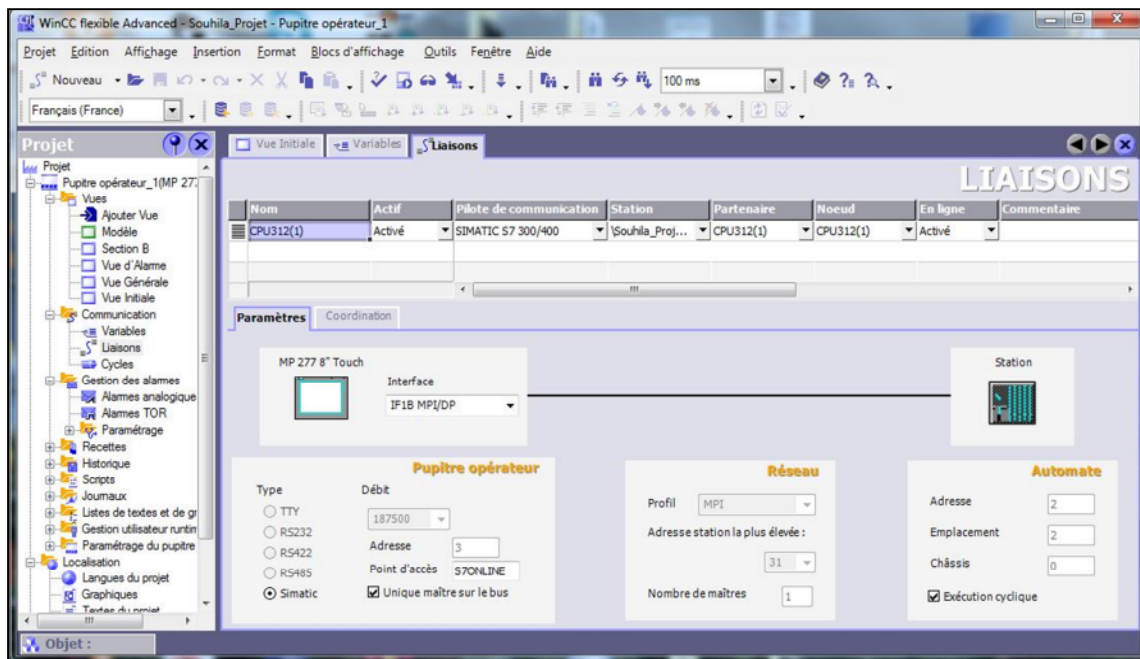 WinCC flexible Advanced - Souhila_Projet - Pupitre opérateur_1
Projet Edition Affichage Insertion Format Blocs d'affichage Outils Fenêtre Aide
Nouveau 100 ms
Français (France)
Projet
Projet
Pupitre opérateur_1(MP 27
Vues
Ajouter Vue
Modèle
Section B
Vue d'Alarme
Vue Générale
Vue Initiale
Communication
Variables
Liaisons
Cycles
Gestion des alarmes
Alarmes analogique
Alarmes TOR
Paramétrage
Recettes
Historique
Scripts
Journaux
Listes de textes et de gr
Gestion utilisateur runtim
Paramétrage du pupitre
Localisation
Langues du projet
Graphiques
Textes du projet
Vue Initiale Variables Liaisons
LIAISONS
Nom Actif Pilote de communication Station Partenaire Noeud En ligne Commentaire
CPU312(1) Activé SIMATIC S7 300/400 \Souhila_Proj... CPU312(1) CPU312(1) Activé
Paramètres Coordination
MP 277 8" Touch
Interface
IF1B MPI/DP
Station
Pupitre opérateur
Type
TTY
RS232
RS422
RS485
Simatic
Débit
187500
Adresse 3
Point d'accès S7ONLINE
Unique maître sur le bus
Réseau
Profil MPI
Adresse station la plus élevée :
31
Nombre de maîtres 1
Automate
Adresse 2
Emplacement 2
Châssis 0
Exécution cyclique
Objet :